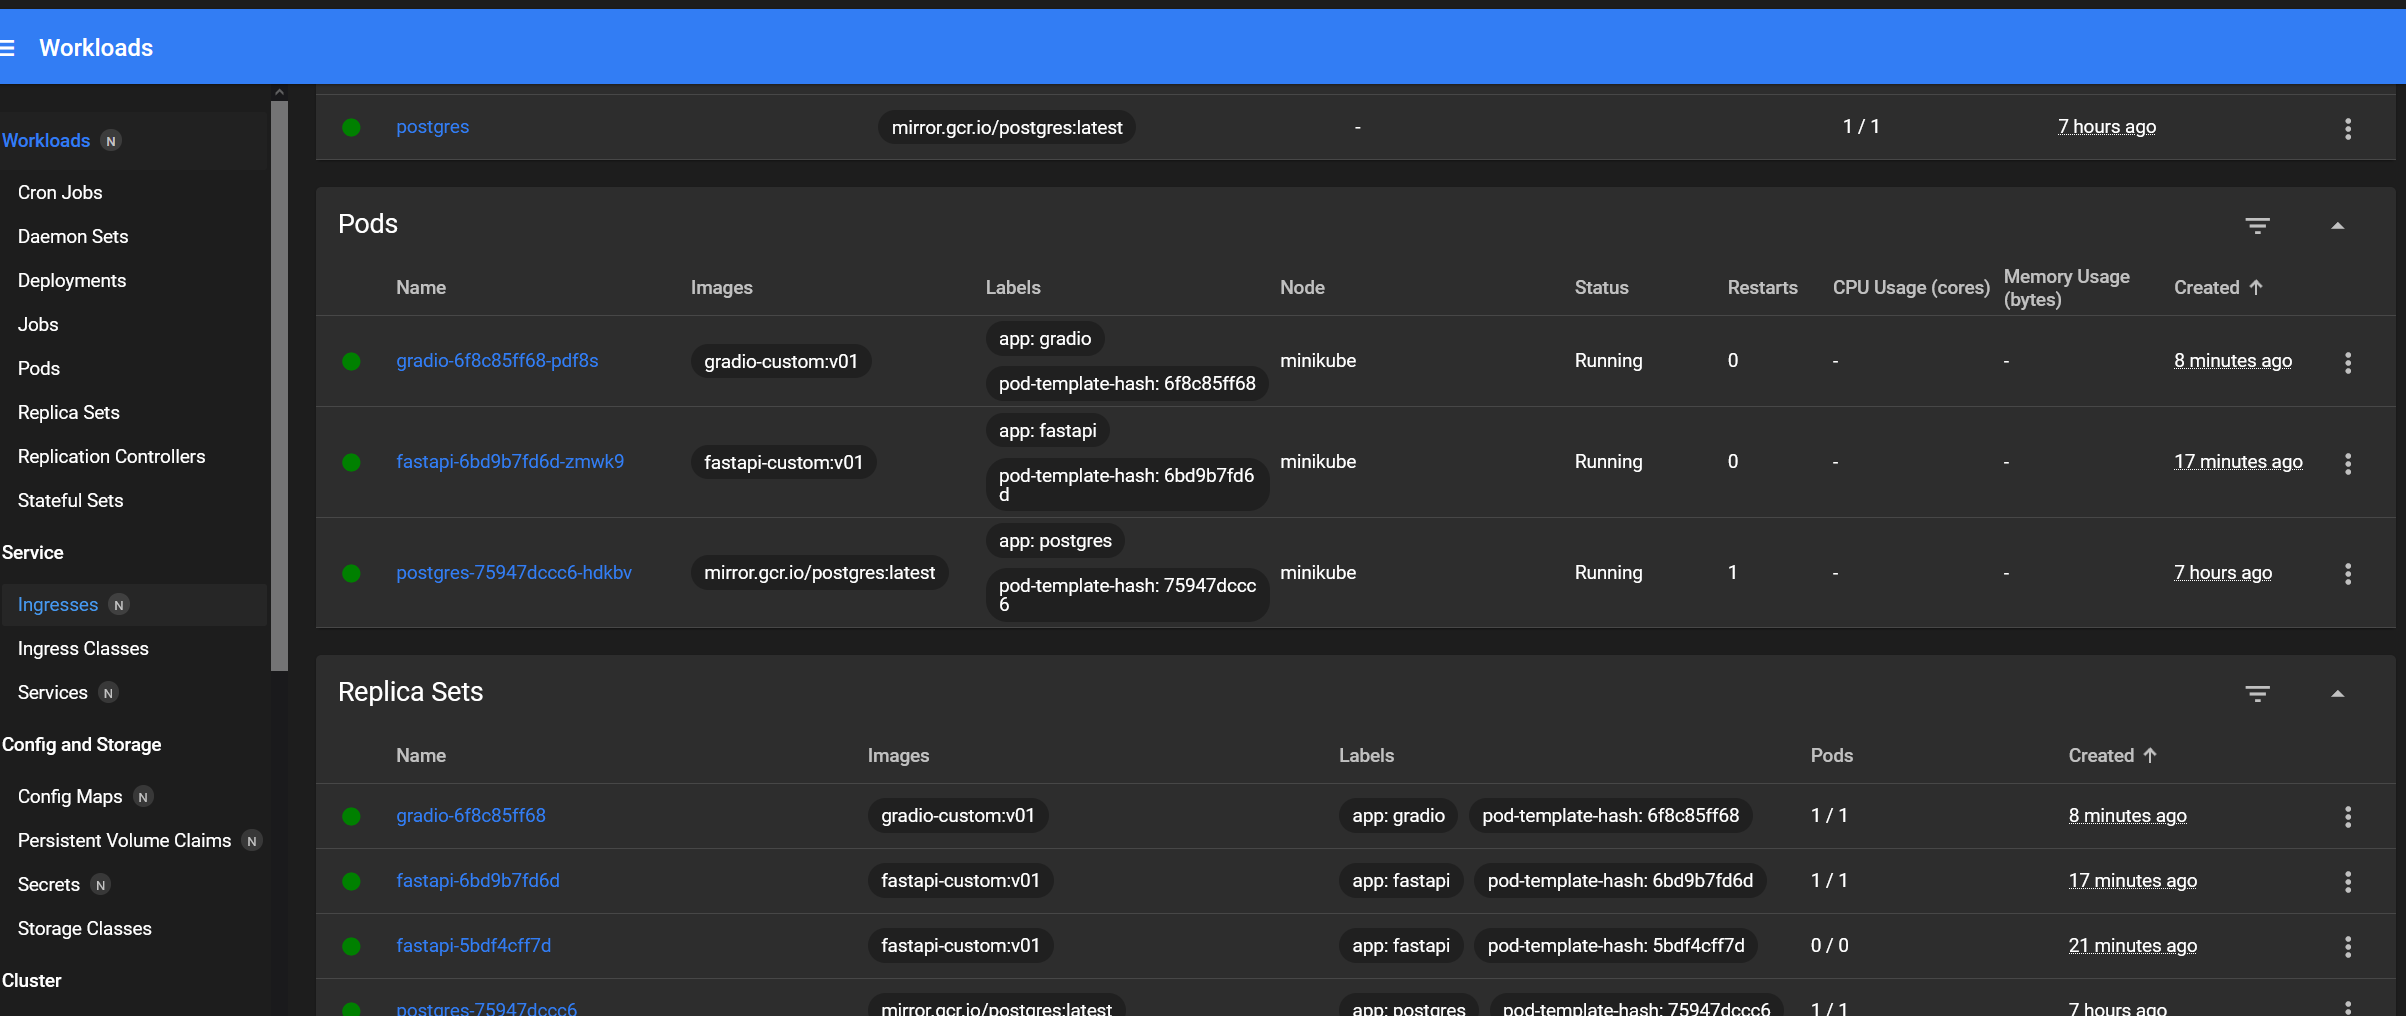 Workloads
Workloads N
Cron Jobs
Daemon Sets
Deployments
Jobs
Pods
Replica Sets
Replication Controllers
Stateful Sets
Service
Ingresses N
Ingress Classes
Services N
Config and Storage
Config Maps N
Persistent Volume Claims N
Secrets N
Storage Classes
Cluster
postgres mirror.gcr.io/postgres:latest - 1 / 1 7 hours ago
Pods
Name Images Labels Node Status Restarts CPU Usage (cores) Memory Usage (bytes) Created
gradio-6f8c85ff68-pdf8s gradio-custom:v01 app: gradio minikube Running 0 - - 8 minutes ago
pod-template-hash: 6f8c85ff68
fastapi-6bd9b7fd6d-zmwk9 fastapi-custom:v01 app: fastapi minikube Running 0 - - 17 minutes ago
pod-template-hash: 6bd9b7fd6
d
postgres-75947dccc6-hdkbv mirror.gcr.io/postgres:latest app: postgres minikube Running 1 - - 7 hours ago
pod-template-hash: 75947dccc
6
Replica Sets
Name Images Labels Pods Created
gradio-6f8c85ff68 gradio-custom:v01 app: gradio pod-template-hash: 6f8c85ff68 1 / 1 8 minutes ago
fastapi-6bd9b7fd6d fastapi-custom:v01 app: fastapi pod-template-hash: 6bd9b7fd6d 1 / 1 17 minutes ago
fastapi-5bdf4cff7d fastapi-custom:v01 app: fastapi pod-template-hash: 5bdf4cff7d 0 / 0 21 minutes ago
postgres-75947dccc6 mirror.gcr.io/postgres:latest app: postgres pod-template-hash: 75947dccc6 1 / 1 7 hours ago